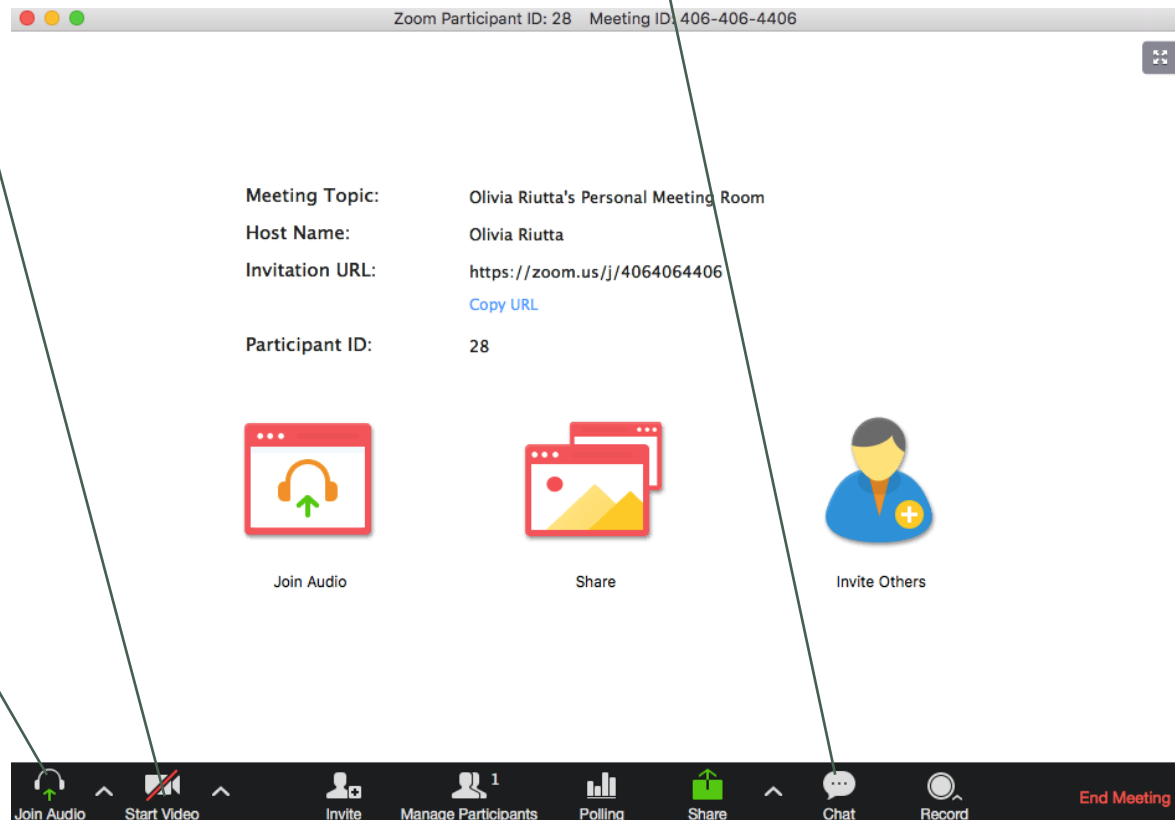 Zoom Participant ID: 28 Meeting ID: 406-406-4406
Meeting Topic: Olivia Riutta's Personal Meeting Room
Host Name: Olivia Riutta
Invitation URL: https://zoom.us/j/4064064406
Copy URL
Participant ID: 28
Join Audio Share Invite Others
1
Join Audio Start Video Invite Manage Participants Polling Share Chat Record End Meeting